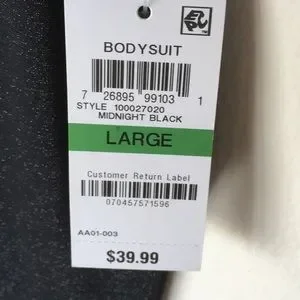 BODYSUIT
7 26895 99103 1
STYLE 100027020
MIDNIGHT BLACK
LARGE
Customer Return Label
070457571596
AA01-003
$39.99